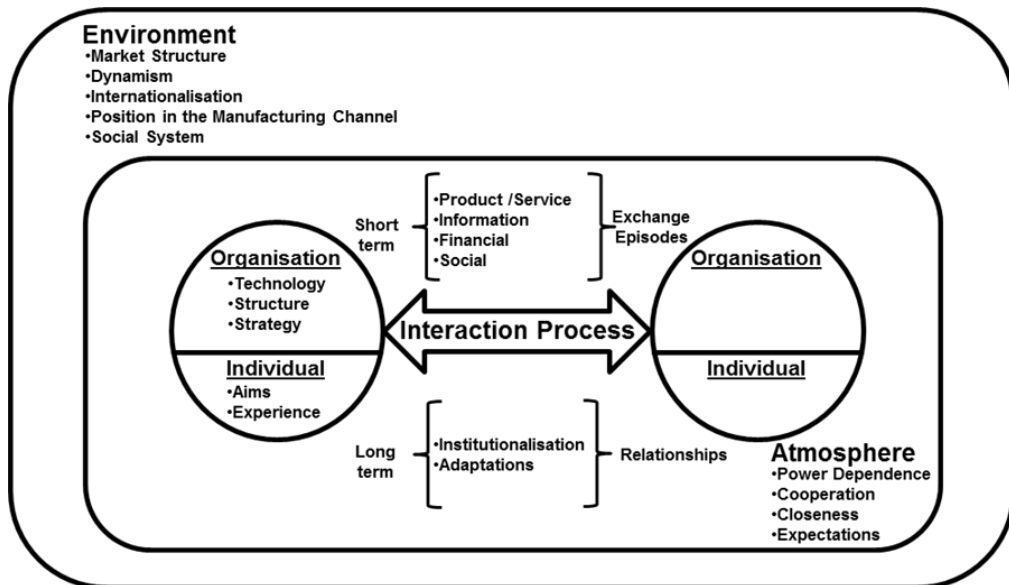 Environment
•Market Structure
•Dynamism
•Internationalisation
•Position in the Manufacturing Channel
•Social System
Short
term
•Product /Service
•Information
•Financial
•Social
Exchange
Episodes
Organisation
•Technology
•Structure
•Strategy
Individual
•Aims
•Experience
Interaction Process
Organisation
Individual
Long
term
•Institutionalisation
•Adaptations
Relationships
Atmosphere
•Power Dependence
•Cooperation
•Closeness
•Expectations